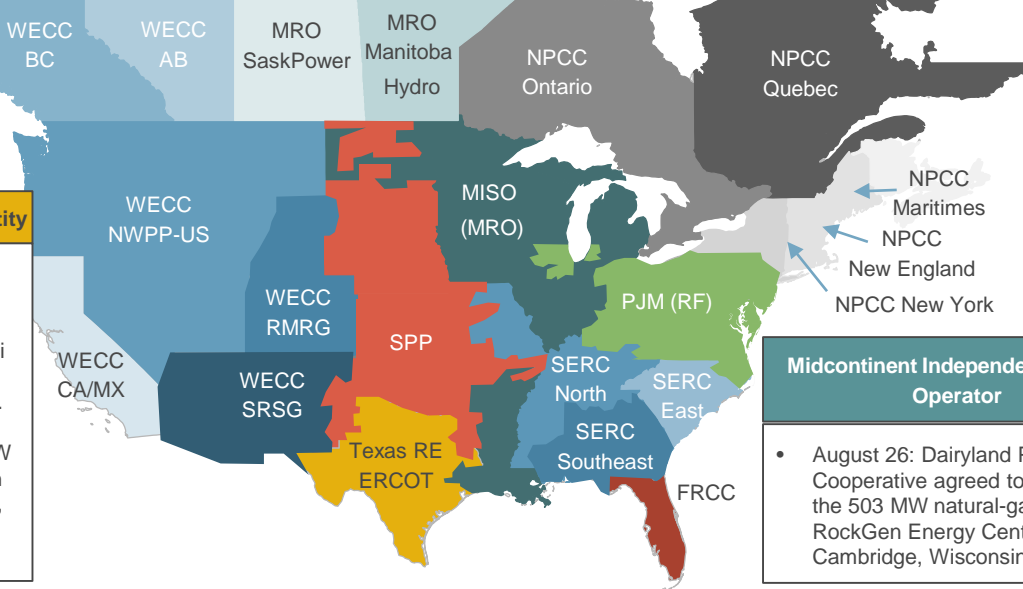 WECC
BC
WECC
AB
MRO
SaskPower
MRO
Manitoba
Hydro
NPCC
Ontario
NPCC
Quebec
WECC
NWPP-US
MISO
(MRO)
NPCC
Maritimes
NPCC
New England
NPCC New York
WECC
RMRG
PJM (RF)
SPP
WECC
CA/MX
WECC
SRSG
SERC
North
SERC
East
SERC
Southeast
Texas RE
ERCOT
FRCC
Midcontinent Independe
Operator
• August 26: Dairyland
Cooperative agreed to
the 503 MW natural-ga
RockGen Energy Cent
Cambridge, Wisconsin